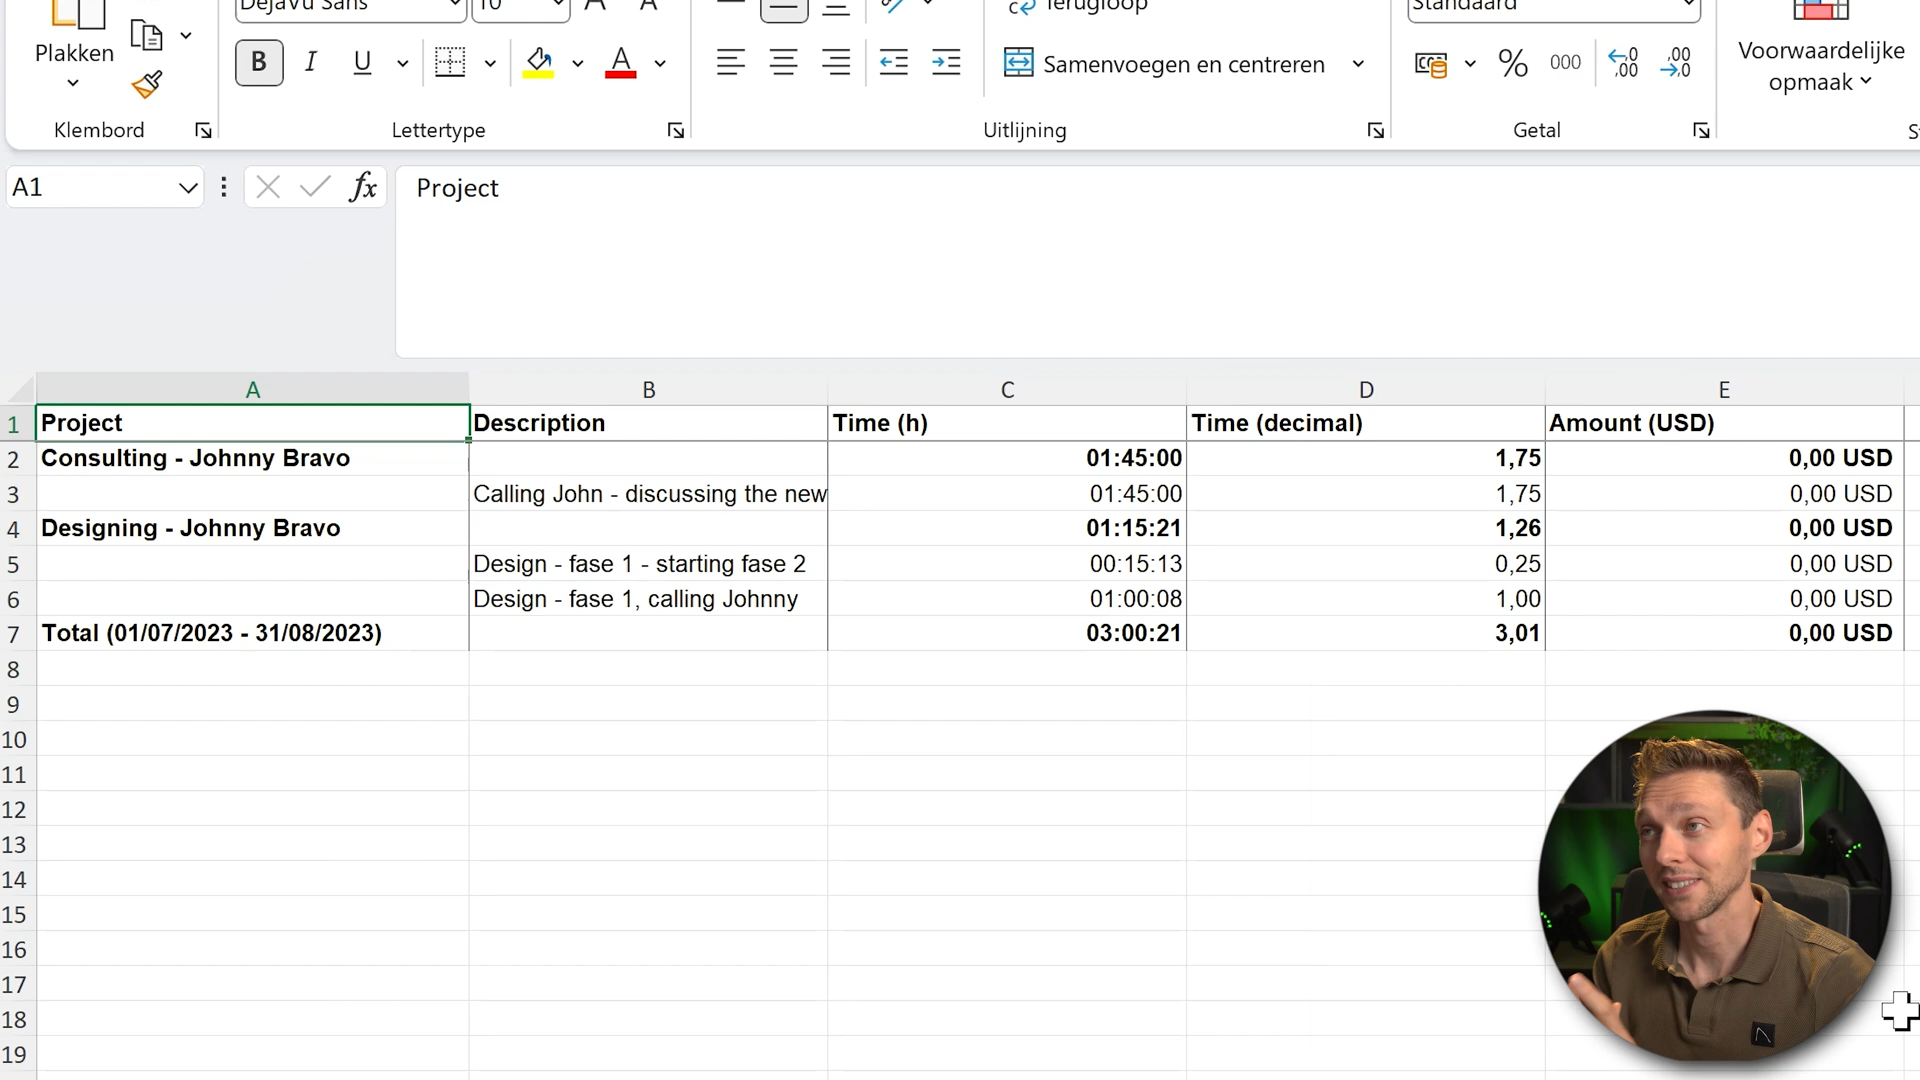 DejaVu Sans 10 Terugloop Standaard
Plakken B I U A Samenvoegen en centreren % 000 Voorwaardelijke opmaak
Klembord Lettertype Uitlijning Getal
A1 fx Project
A B C D E
1 Project Description Time (h) Time (decimal) Amount (USD)
2 Consulting - Johnny Bravo 01:45:00 1,75 0,00 USD
3 Calling John - discussing the new 01:45:00 1,75 0,00 USD
4 Designing - Johnny Bravo 01:15:21 1,26 0,00 USD
5 Design - fase 1 - starting fase 2 00:15:13 0,25 0,00 USD
6 Design - fase 1, calling Johnny 01:00:08 1,00 0,00 USD
7 Total (01/07/2023 - 31/08/2023) 03:00:21 3,01 0,00 USD
8
9
10
11
12
13
14
15
16
17
18
19